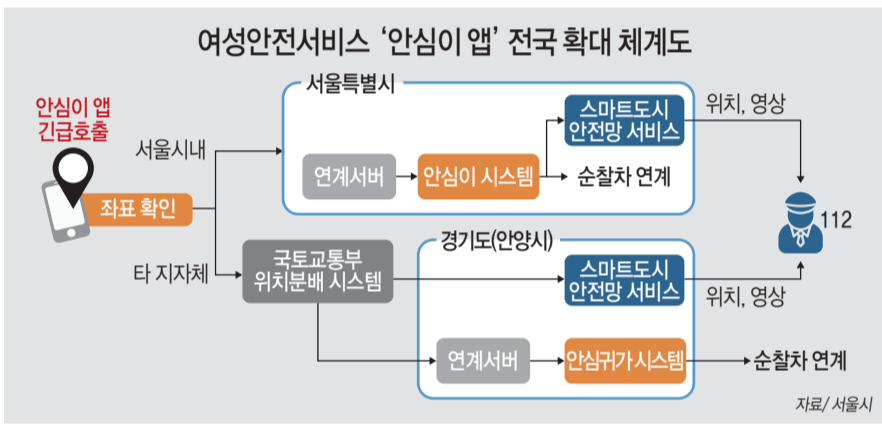 여성안전서비스 ‘안심이 앱’ 전국 확대 체계도
안심이 앱
긴급호출
좌표 확인
서울시내
타 지자체
서울특별시
연계서버
안심이 시스템
스마트도시
안전망 서비스
순찰차 연계
위치, 영상
112
국토교통부
위치분배 시스템
경기도(안양시)
스마트도시
안전망 서비스
위치, 영상
연계서버
안심귀가 시스템
순찰차 연계
자료/ 서울시